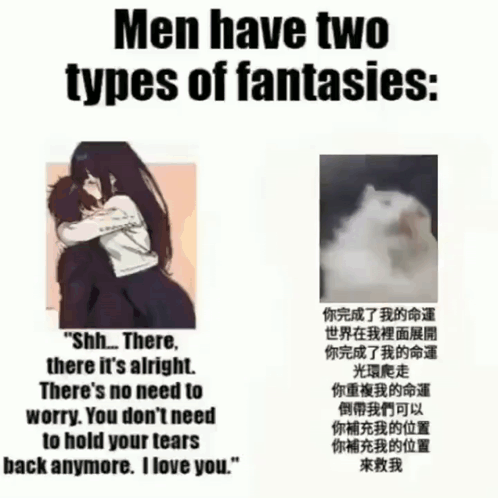 Men have two
types of fantasies:
"Shh... There,
there it's alright.
There's no need to
worry. You don't need
to hold your tears
back anymore. I love you."
你完成了我的命運
世界在我裡面展開
你完成了我的命運
光環爬走
你重複我的命運
倒帶我們可以
你補充我的位置
你補充我的位置
來救我